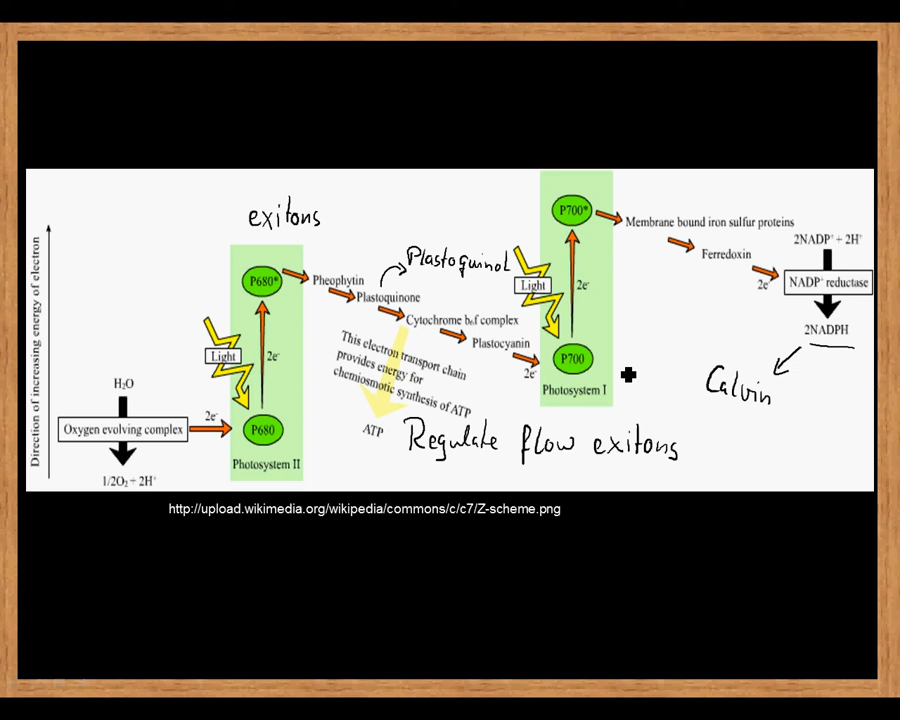 exitons
P700*
Membrane bound iron sulfur proteins
2NADP⁺ + 2H⁺
Direction of increasing energy of electron
P680*
Pheophytin
Plastoquinone
Plastoquinol
Light
2e⁻
Ferredoxin
2e⁻
NADP⁺ reductase
Cytochrome b₆f complex
Plastocyanin
2NADPH
Light
2e⁻
This electron transport chain
provides energy for
chemiosmotic synthesis of ATP
2e⁻
P700
Photosystem I
Calvin
H₂O
Oxygen evolving complex
2e⁻
P680
Photosystem II
ATP
Regulate flow exitons
1/2O₂ + 2H⁺
http://upload.wikimedia.org/wikipedia/commons/c/c7/Z-scheme.png